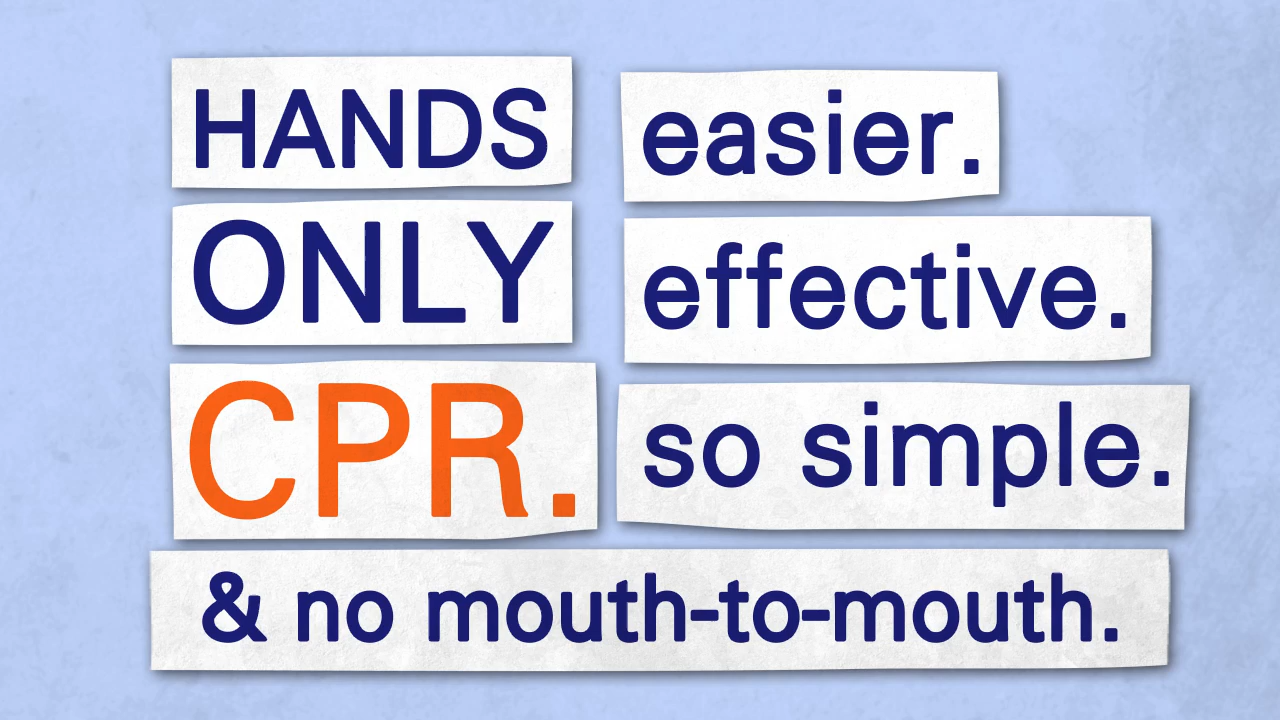 HANDS
ONLY
CPR.
easier.
effective.
so simple.
& no mouth-to-mouth.